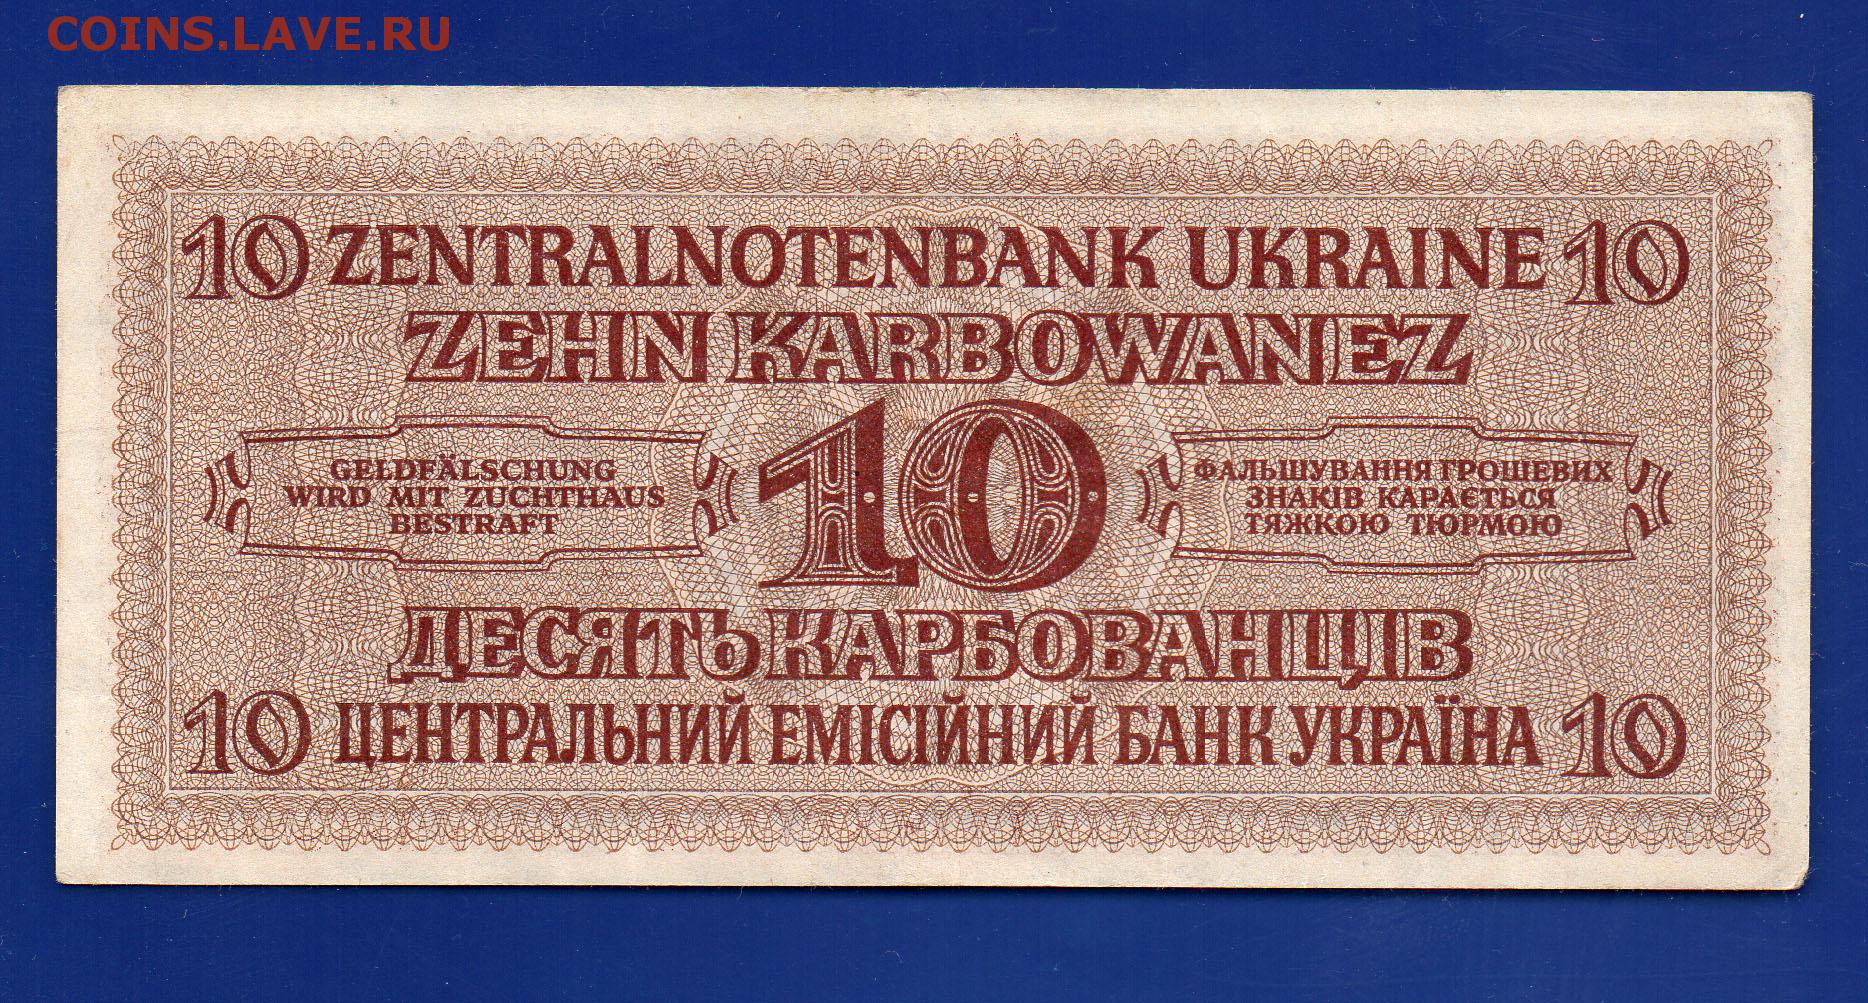 COINS.LAVE.RU
10 ZENTRALNOTENBANK UKRAINE 10
ZEHN KARBOWANEZ
GELDFÄLSCHUNG
WIRD MIT ZUCHTHAUS
BESTRAFT
10
ФАЛЬШУВАННЯ ГРОШЕВИХ
ЗНАКІВ КАРАЄТЬСЯ
ТЯЖКОЮ ТЮРМОЮ
ДЕСЯТЬ КАРБОВАНЦІВ
10 ЦЕНТРАЛЬНИЙ ЕМІСІЙНИЙ БАНК УКРАЇНА 10